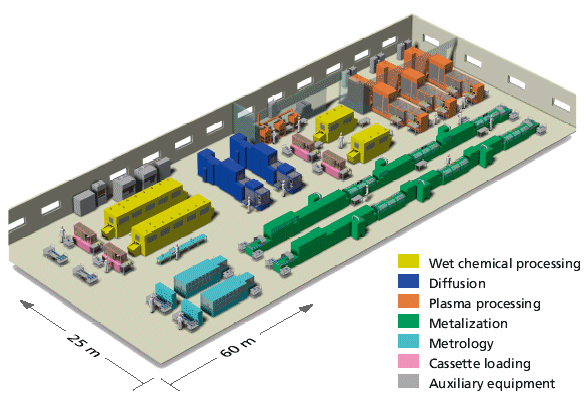 25 m
60 m
Wet chemical processing
Diffusion
Plasma processing
Metalization
Metrology
Cassette loading
Auxiliary equipment